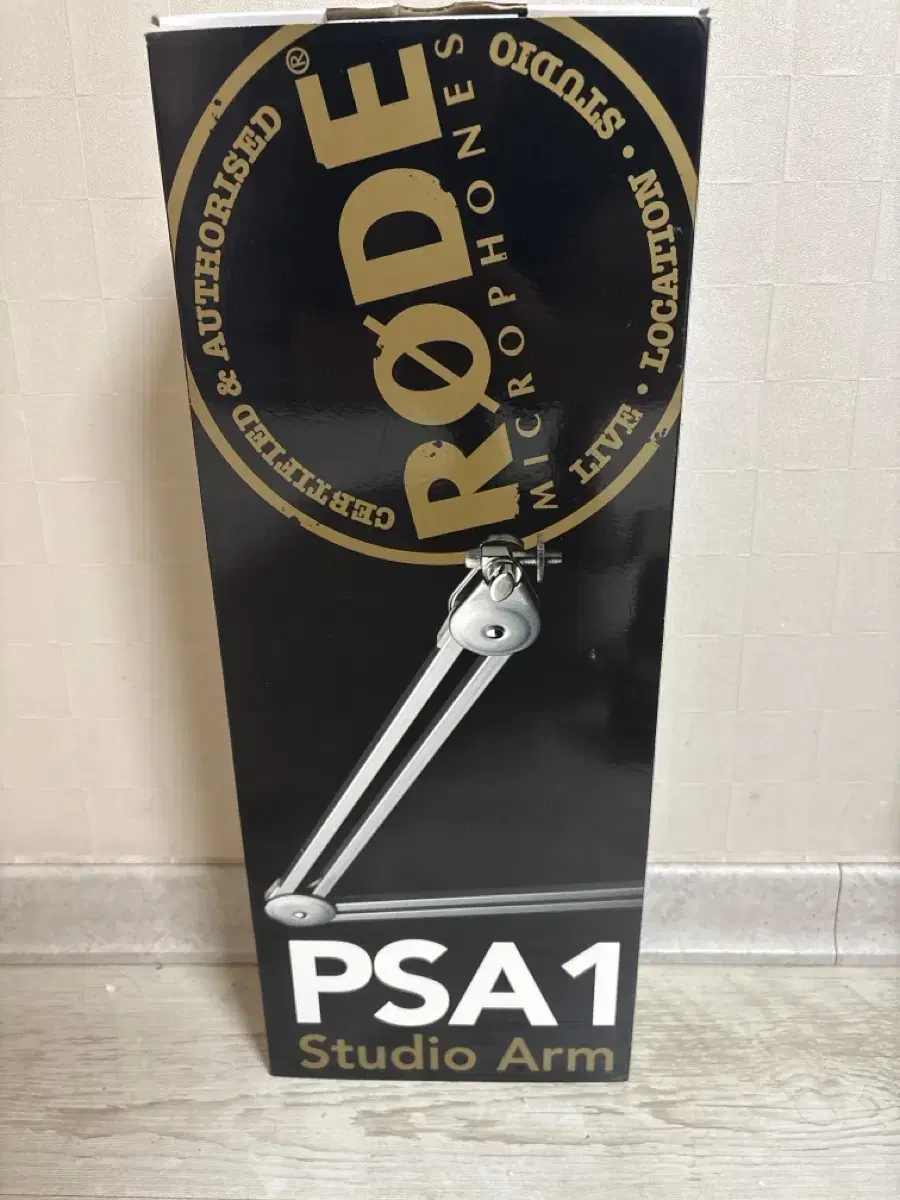 CERTIFIED & AUTHORISED
RØDE®
MICROPHONES
LIVE • LOCATION • STUDIO
PSA1
Studio Arm